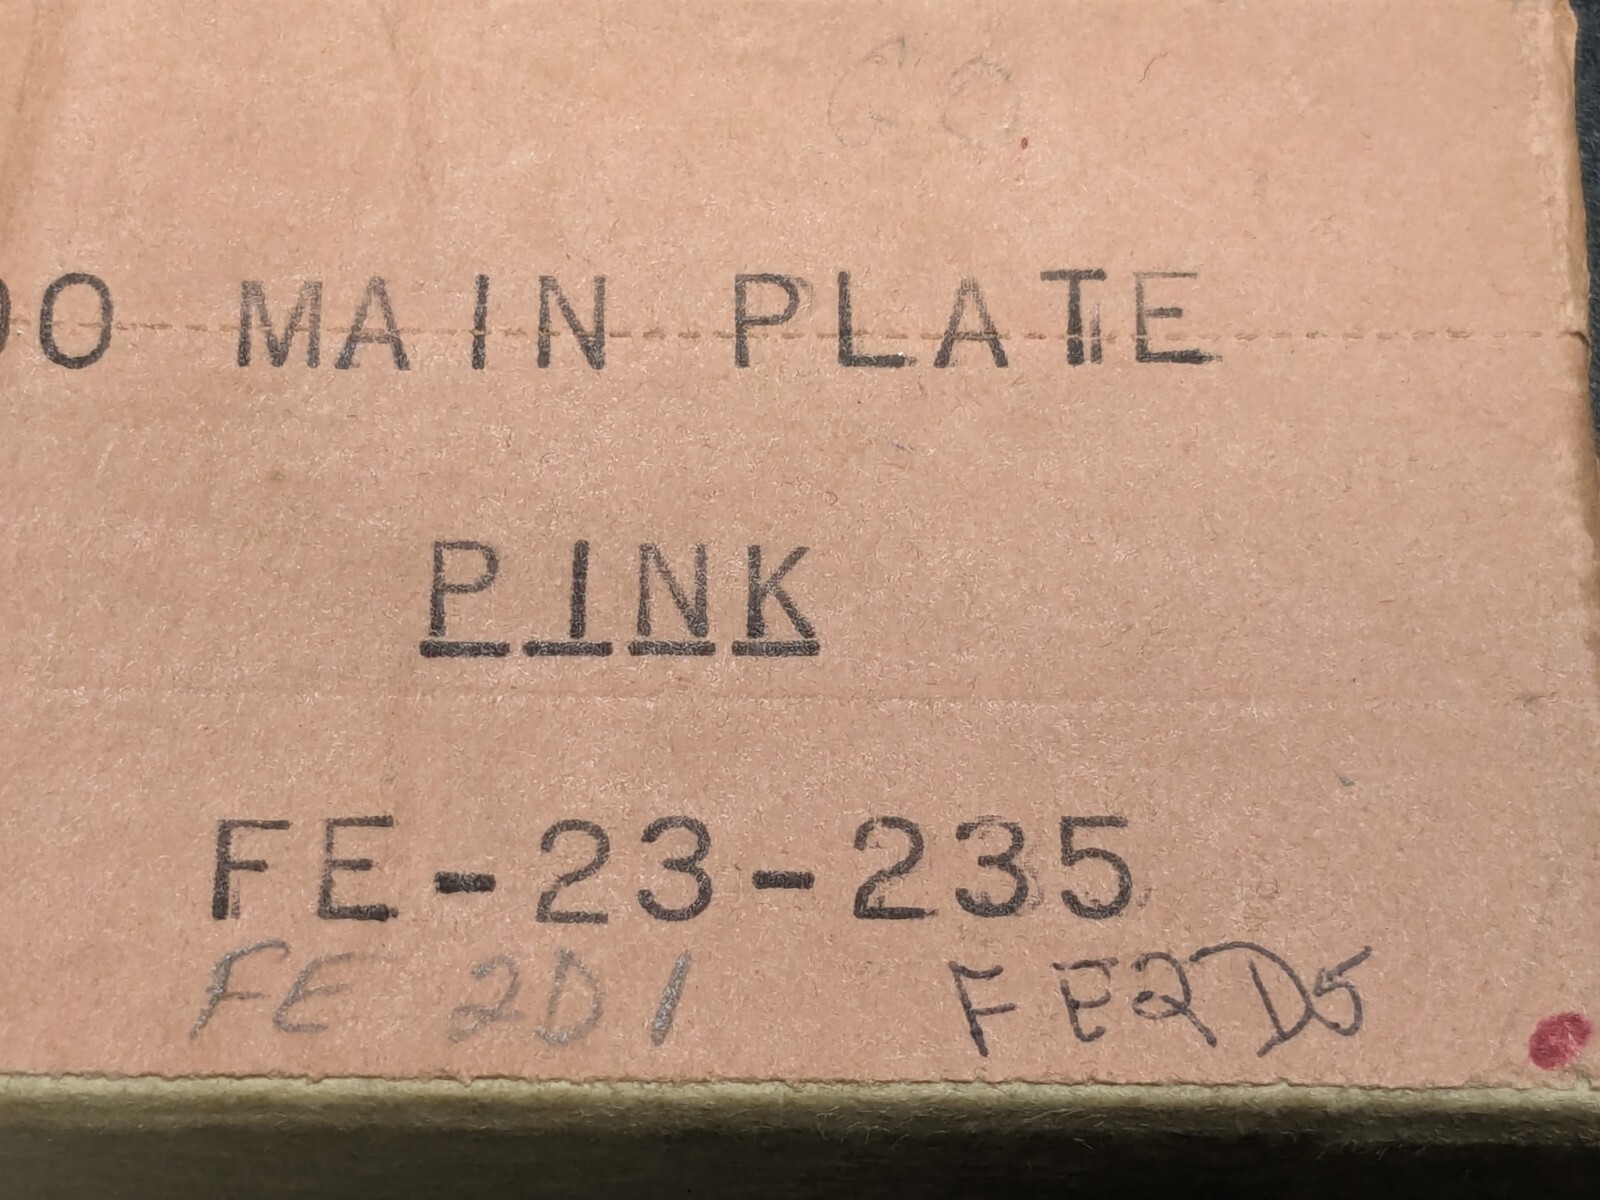 00 MAIN PLATE
PINK
FE-23-235
FE 2D1 FE2D5